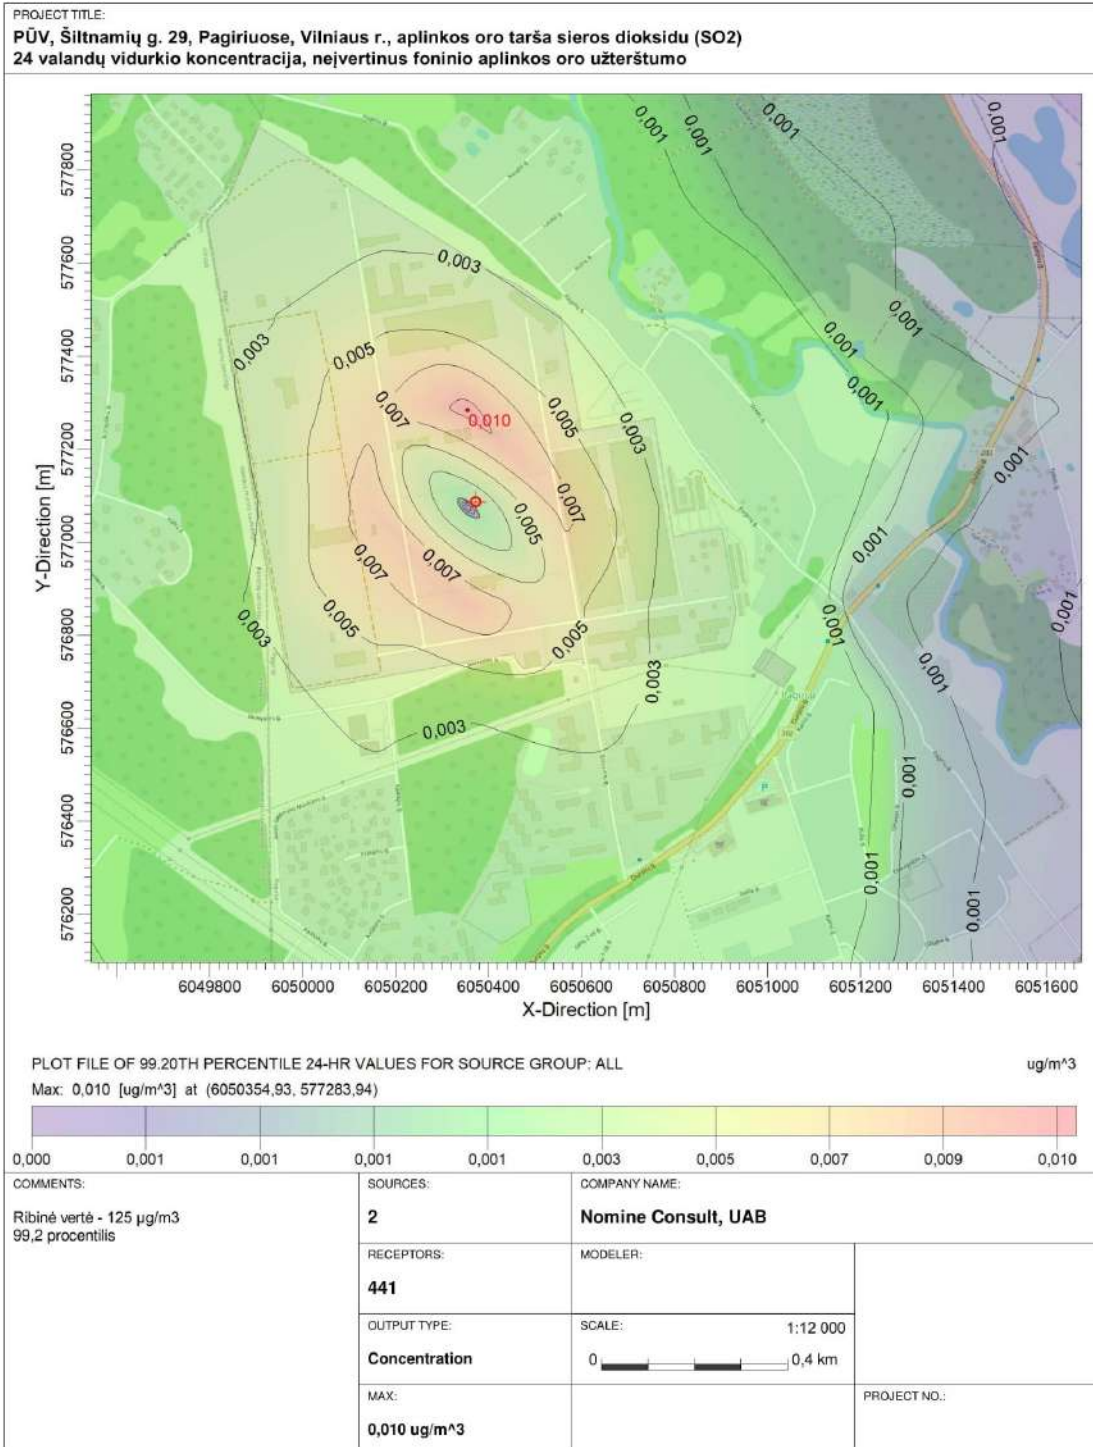 PROJECT TITLE:
PŪV, Šiltnamių g. 29, Pagiriuose, Vilniaus r., aplinkos oro tarša sieros dioksidu (SO2)
24 valandų vidurkio koncentracija, neįvertinus foninio aplinkos oro užterštumo
Y-Direction [m]
577800
577600
577400
577200
577000
576800
576600
576400
576200
0,001
0,001
0,001
0,001
0,003
0,003
0,005
0,001
0,001
0,001
0,007
0,010
0,005
0,003
0,001
0,007
0,005
0,001
0,007
0,007
0,003
0,005
0,005
0,001
0,001
0,001
0,003
0,003
0,001
0,001
0,001
Pagiriai
P
6049800 6050000 6050200 6050400 6050600 6050800 6051000 6051200 6051400 6051600
X-Direction [m]
PLOT FILE OF 99.20TH PERCENTILE 24-HR VALUES FOR SOURCE GROUP: ALL
ug/m^3
Max: 0,010 [ug/m^3] at (6050354,93, 577283,94)
0,000 0,001 0,001 0,001 0,001 0,003 0,005 0,007 0,009 0,010
COMMENTS:
Ribinė vertė - 125 µg/m3
99,2 procentilis
SOURCES:
2
COMPANY NAME:
Nomine Consult, UAB
RECEPTORS:
441
MODELER:
OUTPUT TYPE:
Concentration
SCALE:
1:12 000
0
0,4 km
MAX:
0,010 ug/m^3
PROJECT NO.: